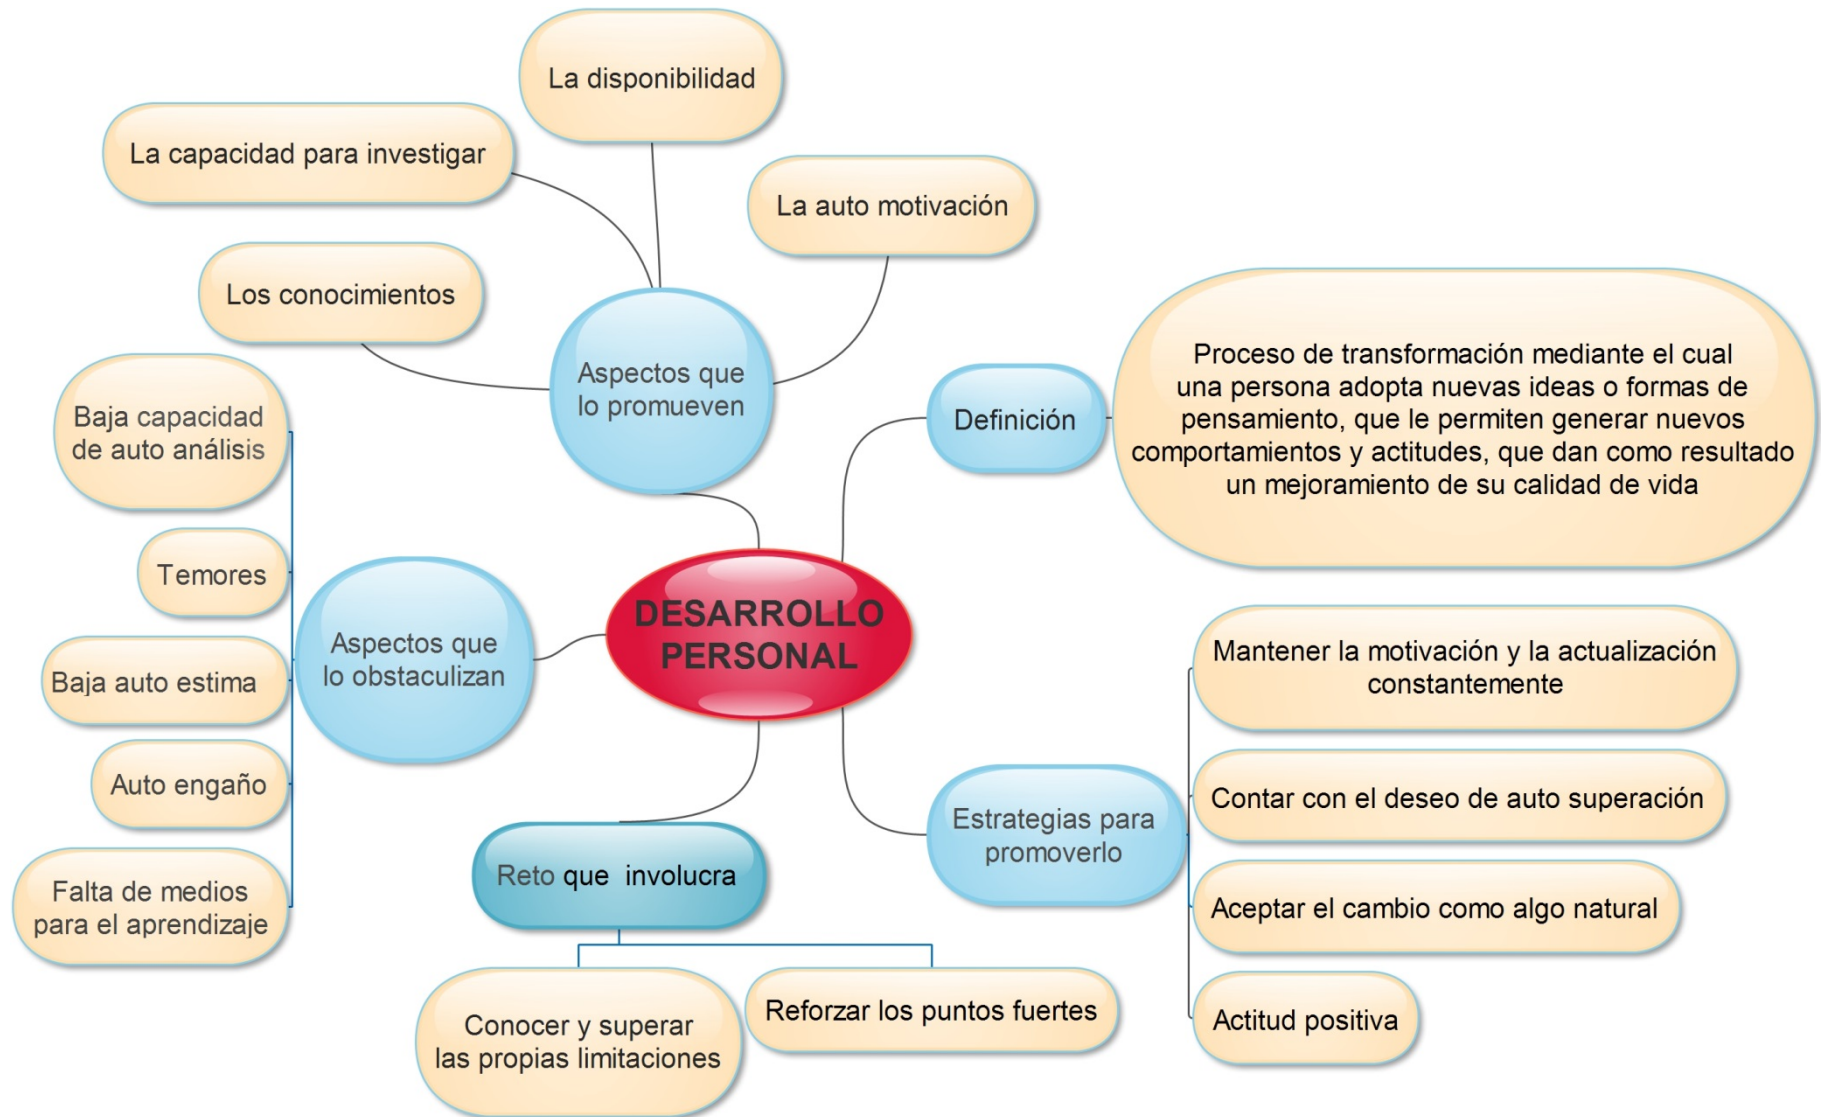 La disponibilidad
La capacidad para investigar
La auto motivación
Los conocimientos
Aspectos que
lo promueven
Definición
Proceso de transformación mediante el cual
una persona adopta nuevas ideas o formas de
pensamiento, que le permiten generar nuevos
comportamientos y actitudes, que dan como resultado
un mejoramiento de su calidad de vida
Baja capacidad
de auto análisis
Temores
Baja auto estima
Auto engaño
Falta de medios
para el aprendizaje
Aspectos que
lo obstaculizan
DESARROLLO
PERSONAL
Mantener la motivación y la actualización
constantemente
Contar con el deseo de auto superación
Aceptar el cambio como algo natural
Actitud positiva
Estrategias para
promoverlo
Reto que  involucra
Conocer y superar
las propias limitaciones
Reforzar los puntos fuertes